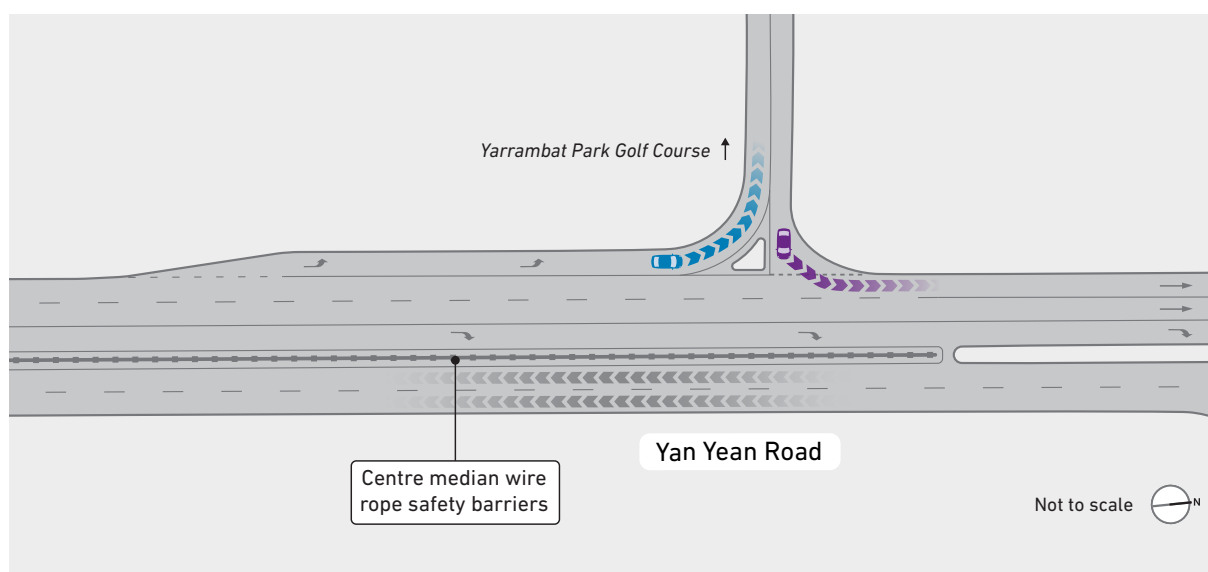 Yarrambat Park Golf Course
Yan Yean Road
Centre median wire
rope safety barriers
Not to scale
N